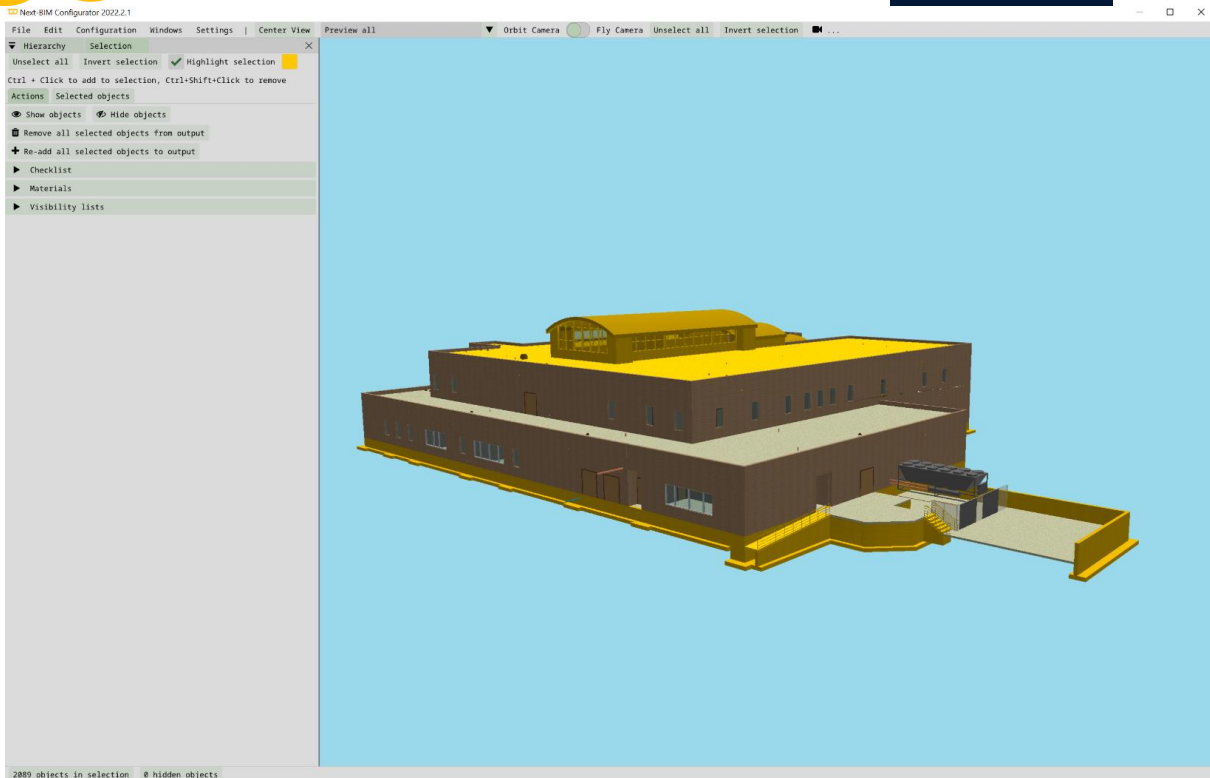 Next-BIM Configurator 2022.2.1
File Edit Configuration Windows Settings | Center View Preview all Orbit Camera Fly Camera Unselect all Invert selection ...
Hierarchy Selection
Unselect all Invert selection Highlight selection
Ctrl + Click to add to selection, Ctrl+Shift+Click to remove
Actions Selected objects
Show objects Hide objects
Remove all selected objects from output
Re-add all selected objects to output
Checklist
Materials
Visibility lists
2089 objects in selection 0 hidden objects